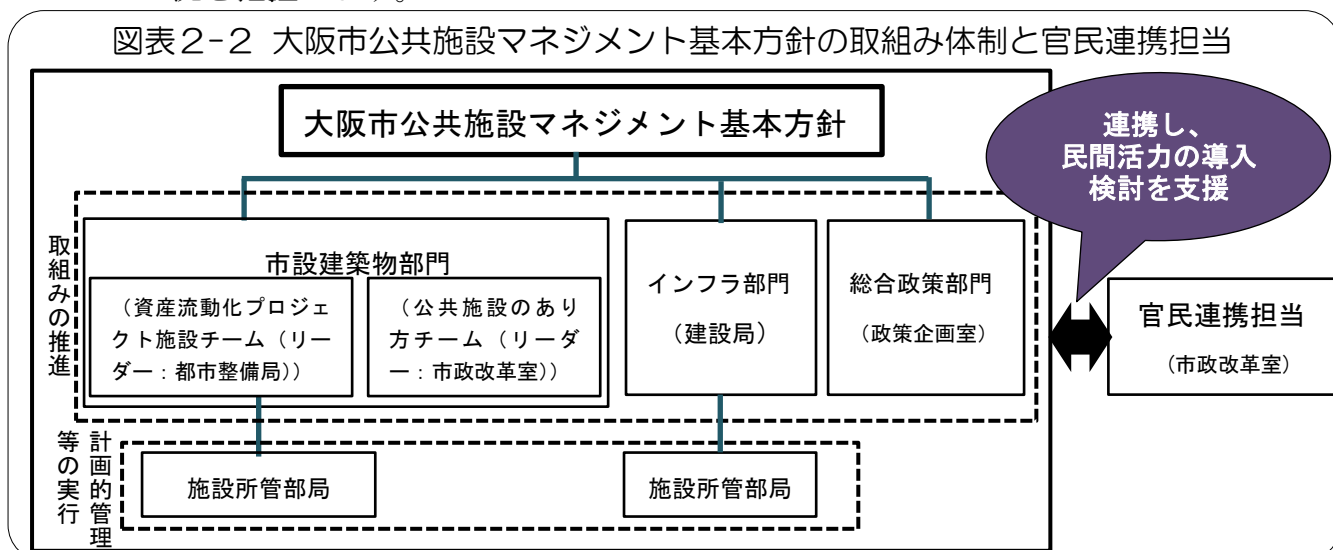 図表２-２ 大阪市公共施設マネジメント基本方針の取組み体制と官民連携担当
大阪市公共施設マネジメント基本方針
連携し、
民間活力の導入
検討を支援
取組みの推進
市設建築物部門
（資産流動化プロジェ
クト施設チーム（リー
ダー：都市整備局））
（公共施設のあり
方チーム（リーダ
ー：市政改革室））
インフラ部門
（建設局）
総合政策部門
（政策企画室）
官民連携担当
（市政改革室）
計画的管理
等の実行
施設所管部局
施設所管部局